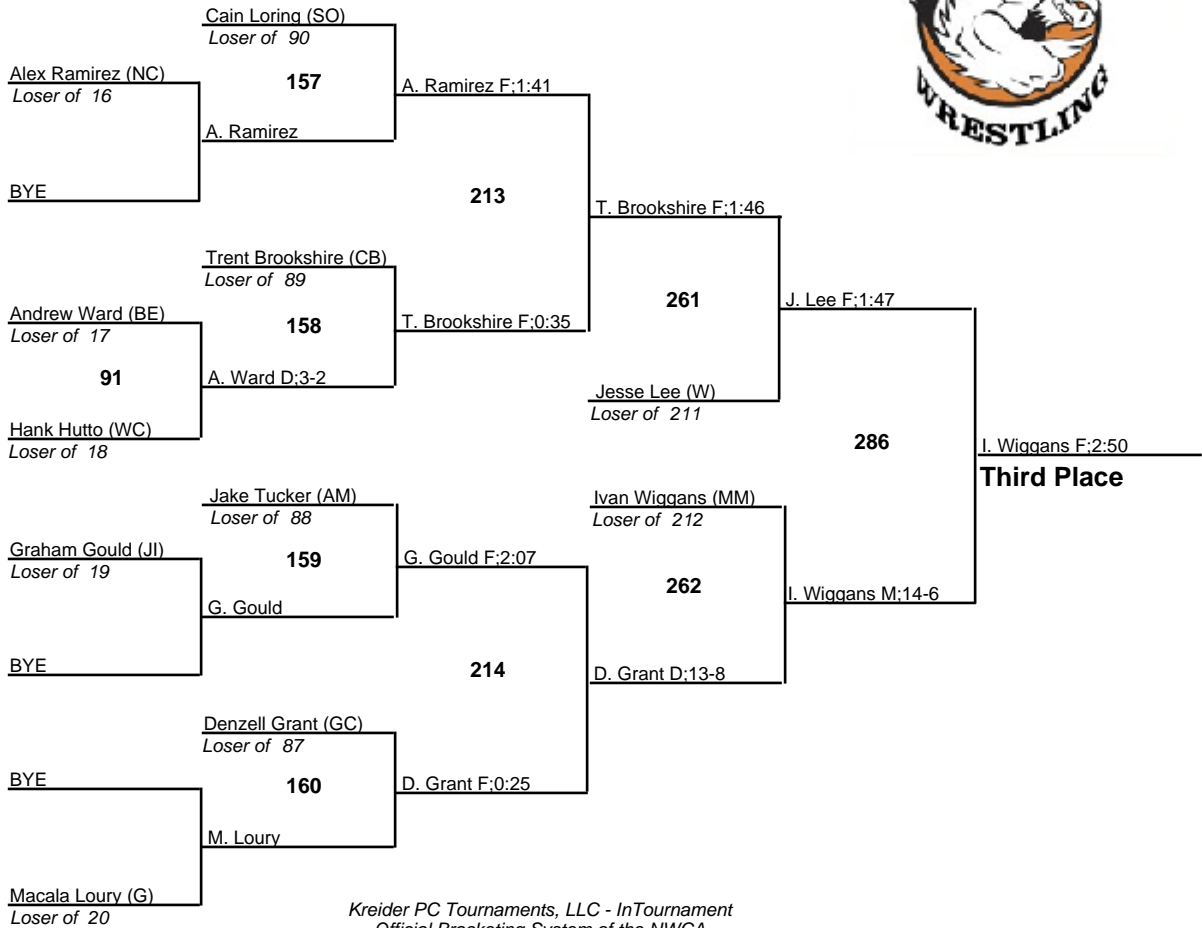 Cain Loring (SO)
Loser of 90
WRESTLING
Alex Ramirez (NC)
Loser of 16
157
A. Ramirez F;1:41
A. Ramirez
BYE
213
T. Brookshire F;1:46
Trent Brookshire (CB)
Loser of 89
261
J. Lee F;1:47
Andrew Ward (BE)
Loser of 17
158
T. Brookshire F;0:35
91
A. Ward D;3-2
Jesse Lee (W)
Loser of 211
Hank Hutto (WC)
Loser of 18
286
I. Wiggans F;2:50
Third Place
Jake Tucker (AM)
Loser of 88
Ivan Wiggans (MM)
Loser of 212
Graham Gould (JI)
Loser of 19
159
G. Gould F;2:07
262
I. Wiggans M;14-6
G. Gould
BYE
214
D. Grant D;13-8
Denzell Grant (GC)
Loser of 87
BYE
160
D. Grant F;0:25
M. Loury
Macala Loury (G)
Loser of 20
Kreider PC Tournaments, LLC - InTournament
Official Bracketing System of the NWCA